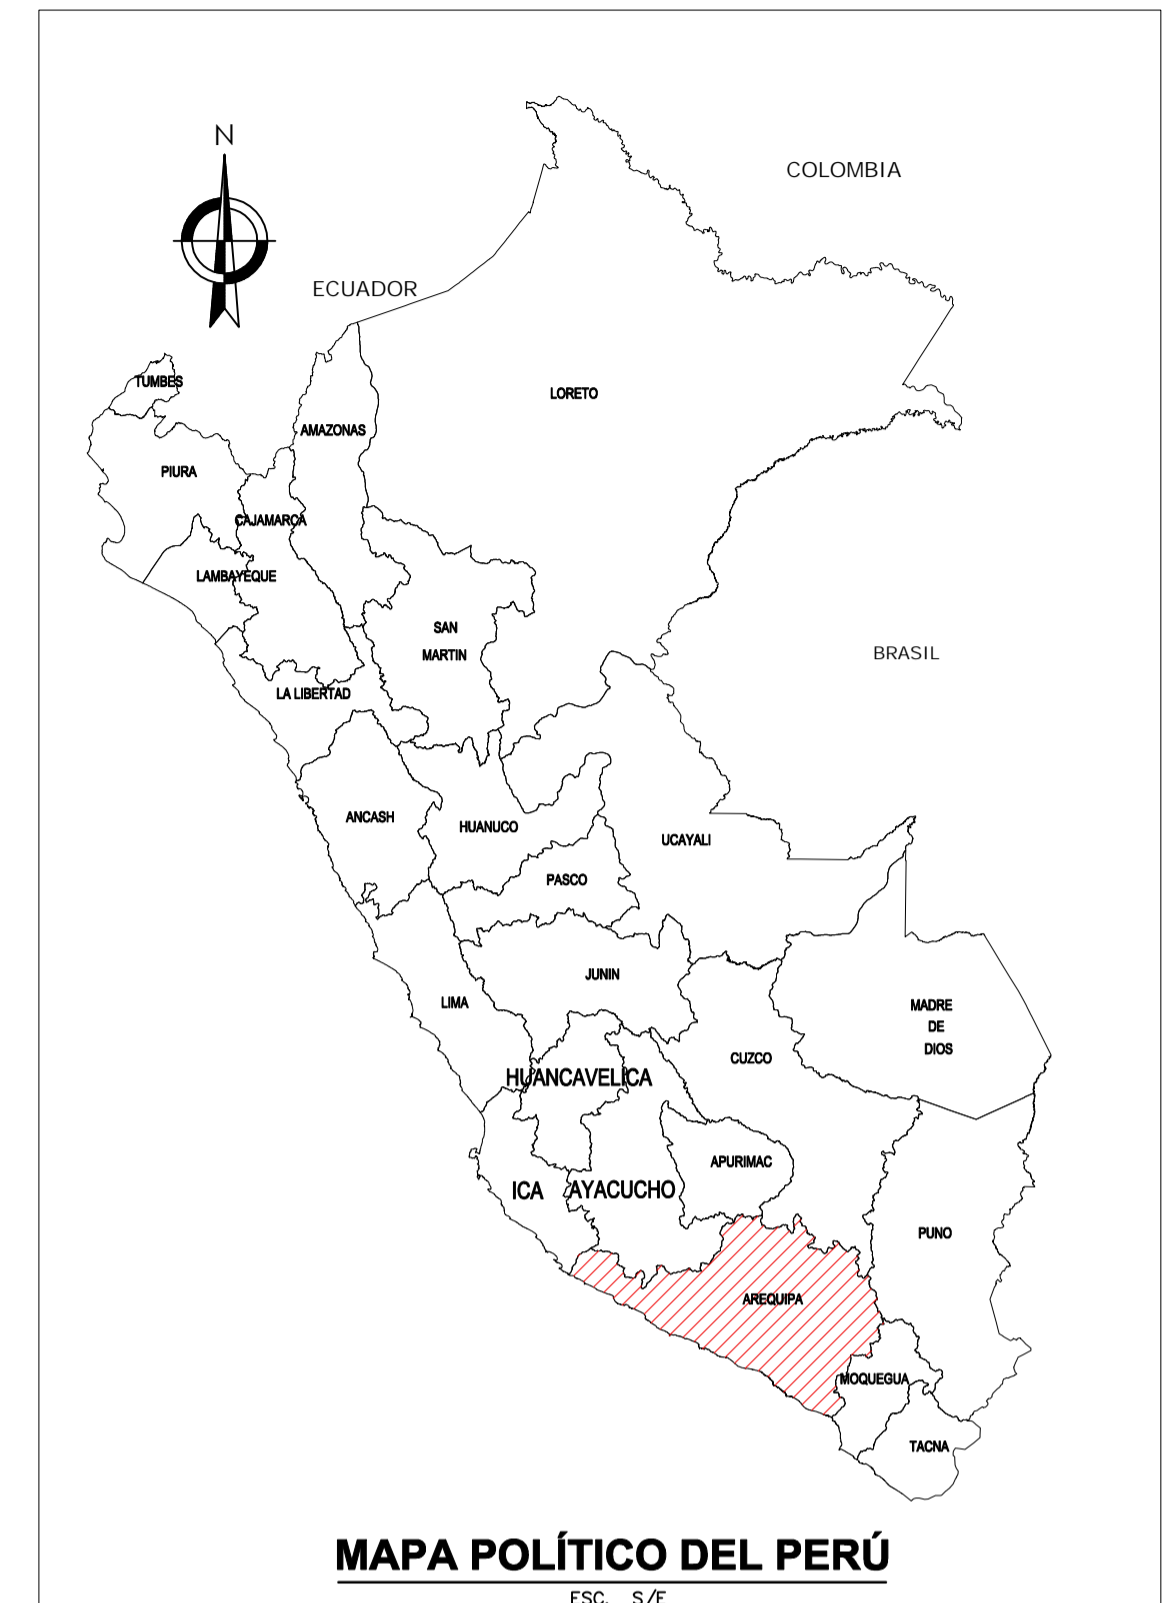 N
COLOMBIA
ECUADOR
TUMBES
LORETO
AMAZONAS
PIURA
CAJAMARCA
LAMBAYEQUE
SAN
MARTIN
BRASIL
LA LIBERTAD
ANCASH
HUANUCO
UCAYALI
PASCO
JUNIN
LIMA
MADRE
DE
DIOS
CUZCO
HUANCAVELICA
APURIMAC
ICA
AYACUCHO
PUNO
AREQUIPA
MOQUEGUA
TACNA
MAPA POLÍTICO DEL PERÚ
ESC. S/E